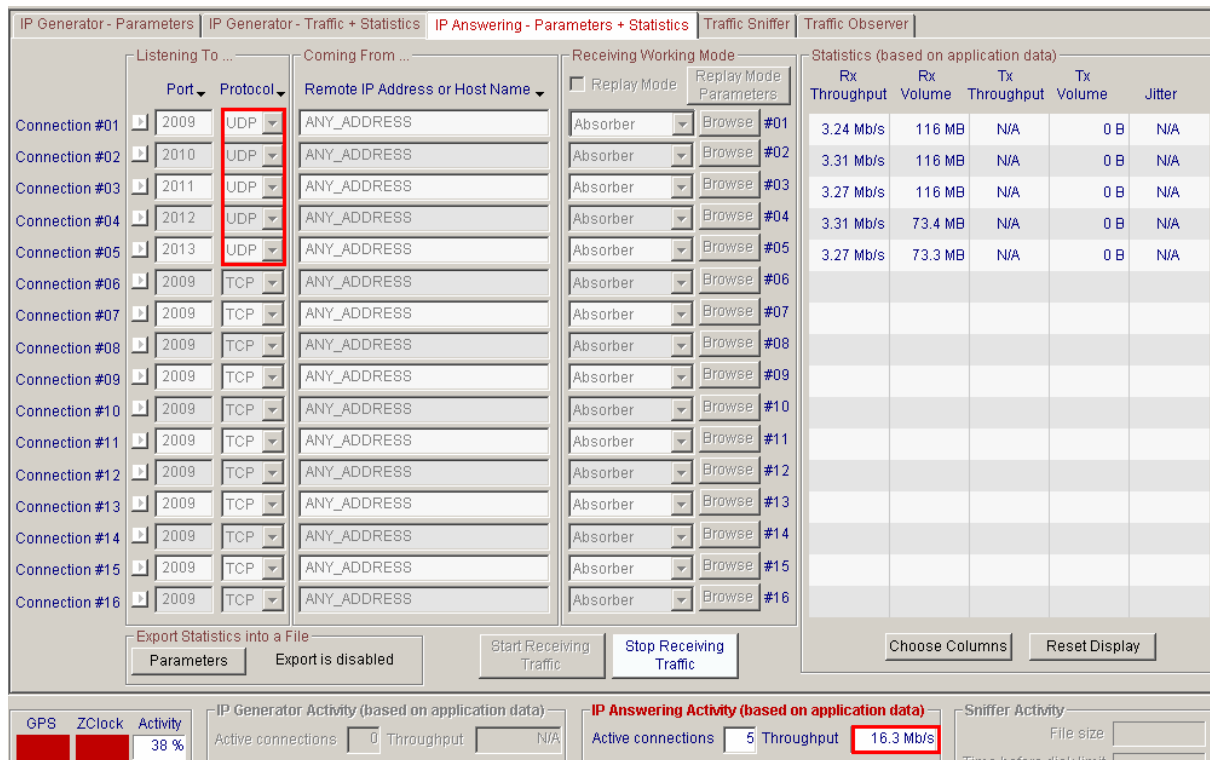 IP Generator - Parameters IP Generator - Traffic + Statistics IP Answering - Parameters + Statistics Traffic Sniffer Traffic Observer
Listening To ... Coming From ... Receiving Working Mode Statistics (based on application data)
Port Protocol Remote IP Address or Host Name Replay Mode Replay Mode Parameters Rx Throughput Rx Volume Tx Throughput Tx Volume Jitter
Connection #01 2009 UDP ANY_ADDRESS Absorber Browse #01 3.24 Mb/s 116 MB N/A 0 B N/A
Connection #02 2010 UDP ANY_ADDRESS Absorber Browse #02 3.31 Mb/s 116 MB N/A 0 B N/A
Connection #03 2011 UDP ANY_ADDRESS Absorber Browse #03 3.27 Mb/s 116 MB N/A 0 B N/A
Connection #04 2012 UDP ANY_ADDRESS Absorber Browse #04 3.31 Mb/s 73.4 MB N/A 0 B N/A
Connection #05 2013 UDP ANY_ADDRESS Absorber Browse #05 3.27 Mb/s 73.3 MB N/A 0 B N/A
Connection #06 2009 TCP ANY_ADDRESS Absorber Browse #06
Connection #07 2009 TCP ANY_ADDRESS Absorber Browse #07
Connection #08 2009 TCP ANY_ADDRESS Absorber Browse #08
Connection #09 2009 TCP ANY_ADDRESS Absorber Browse #09
Connection #10 2009 TCP ANY_ADDRESS Absorber Browse #10
Connection #11 2009 TCP ANY_ADDRESS Absorber Browse #11
Connection #12 2009 TCP ANY_ADDRESS Absorber Browse #12
Connection #13 2009 TCP ANY_ADDRESS Absorber Browse #13
Connection #14 2009 TCP ANY_ADDRESS Absorber Browse #14
Connection #15 2009 TCP ANY_ADDRESS Absorber Browse #15
Connection #16 2009 TCP ANY_ADDRESS Absorber Browse #16
Export Statistics into a File
Parameters Export is disabled Start Receiving Traffic Stop Receiving Traffic Choose Columns Reset Display
IP Generator Activity (based on application data) IP Answering Activity (based on application data) Sniffer Activity
GPS ZClock Activity
38 % Active connections 0 Throughput N/A Active connections 5 Throughput 16.3 Mb/s File size
Time before disk limit